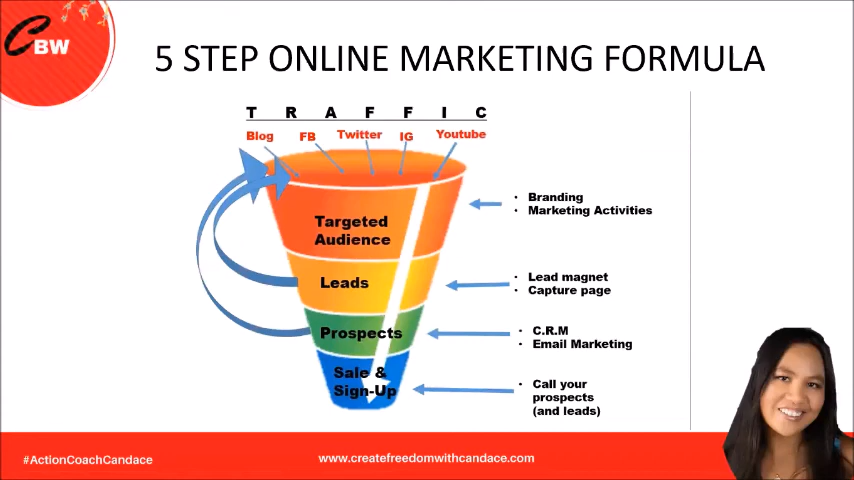 CBW
5 STEP ONLINE MARKETING FORMULA
T R A F F I C
Blog FB Twitter IG Youtube
Targeted
Audience
• Branding
• Marketing Activities
Leads
• Lead magnet
• Capture page
Prospects
• C.R.M
• Email Marketing
Sale &
Sign-Up
• Call your
prospects
(and leads)
#ActionCoachCandace
www.createfreedomwithcandace.com